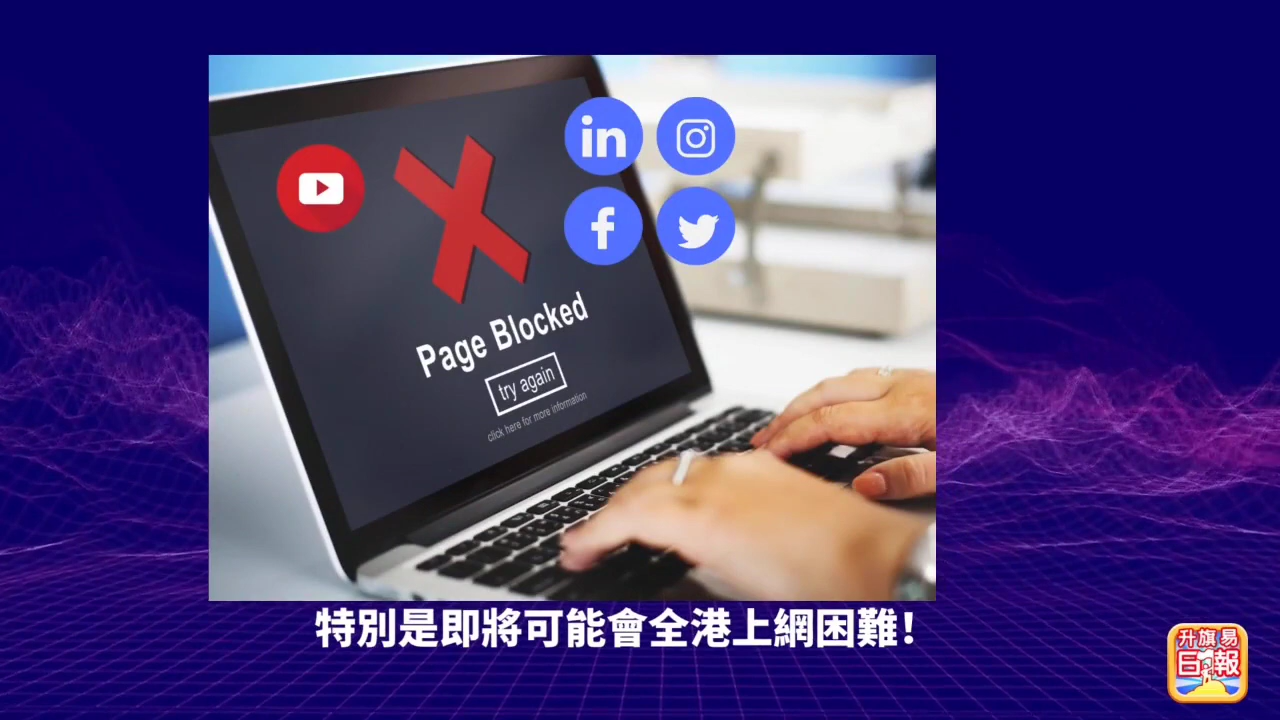 in
f
Page Blocked
try again
click here for more information
特別是即將可能會全港上網困難!
升旗易
日報